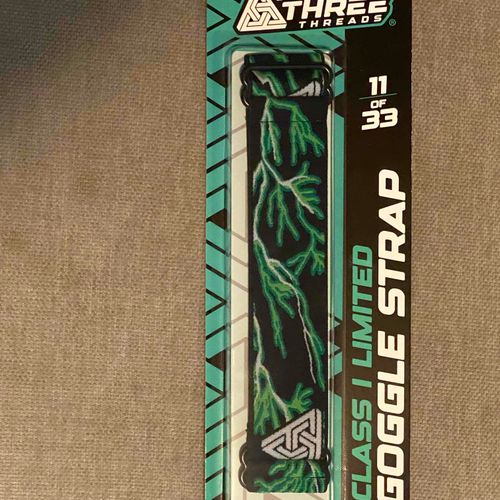 THREE
THREADS®
11
OF
33
CLASS I LIMITED
GOGGLE STRAP